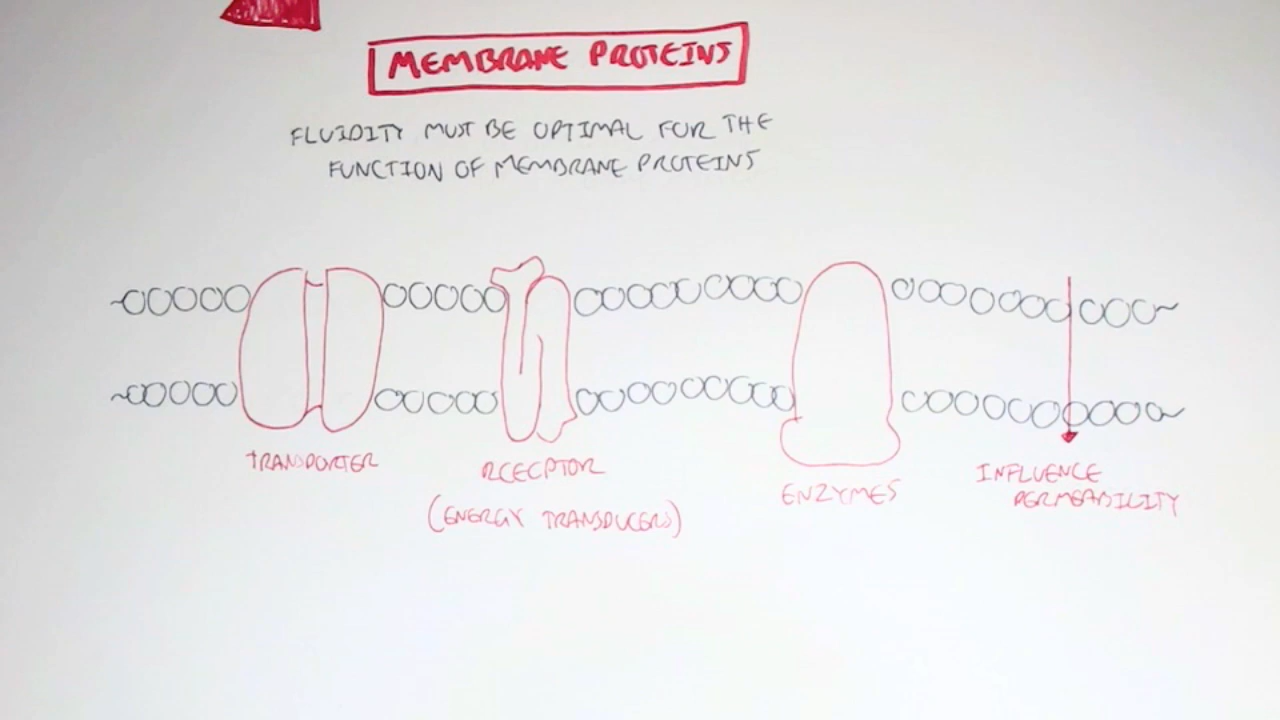 MEMBRANE PROTEINS
FLUIDITY MUST BE OPTIMAL FOR THE
FUNCTION OF MEMBRANE PROTEINS
TRANSPORTER
RECEPTOR
(ENERGY TRANSDUCERS)
ENZYMES
INFLUENCE
PERMEABILITY